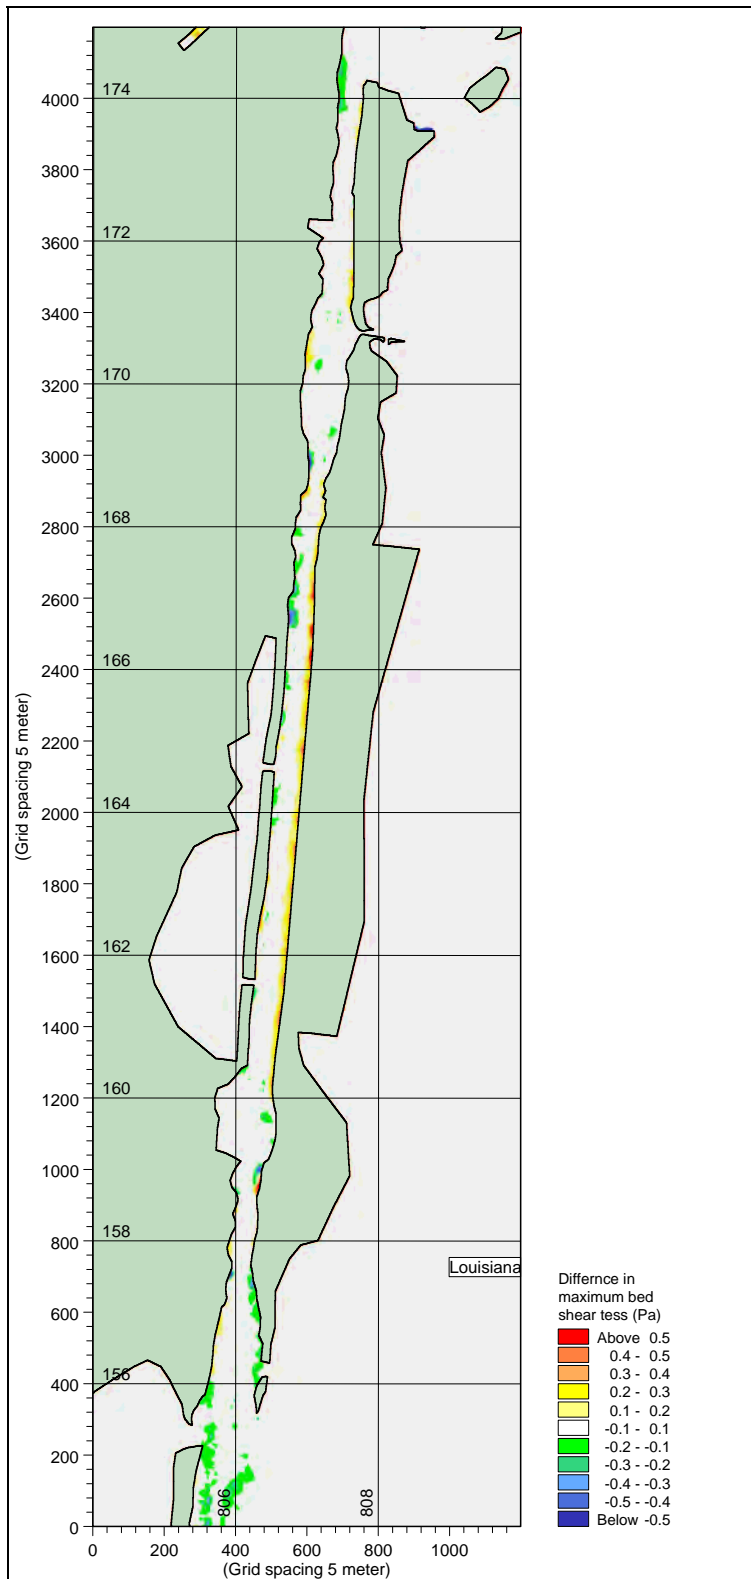 174
4000
3800
172
3600
3400
170
3200
3000
168
2800
2600
166
2400
(Grid spacing 5 meter)
2200
2000
164
1800
162
1600
1400
160
1200
1000
158
800
Louisiana
600
156
400
200
806
808
0
0 200 400 600 800 1000
(Grid spacing 5 meter)
Differnce in
maximum bed
shear tess (Pa)
Above 0.5
0.4 - 0.5
0.3 - 0.4
0.2 - 0.3
0.1 - 0.2
-0.1 - 0.1
-0.2 - -0.1
-0.3 - -0.2
-0.4 - -0.3
-0.5 - -0.4
Below -0.5